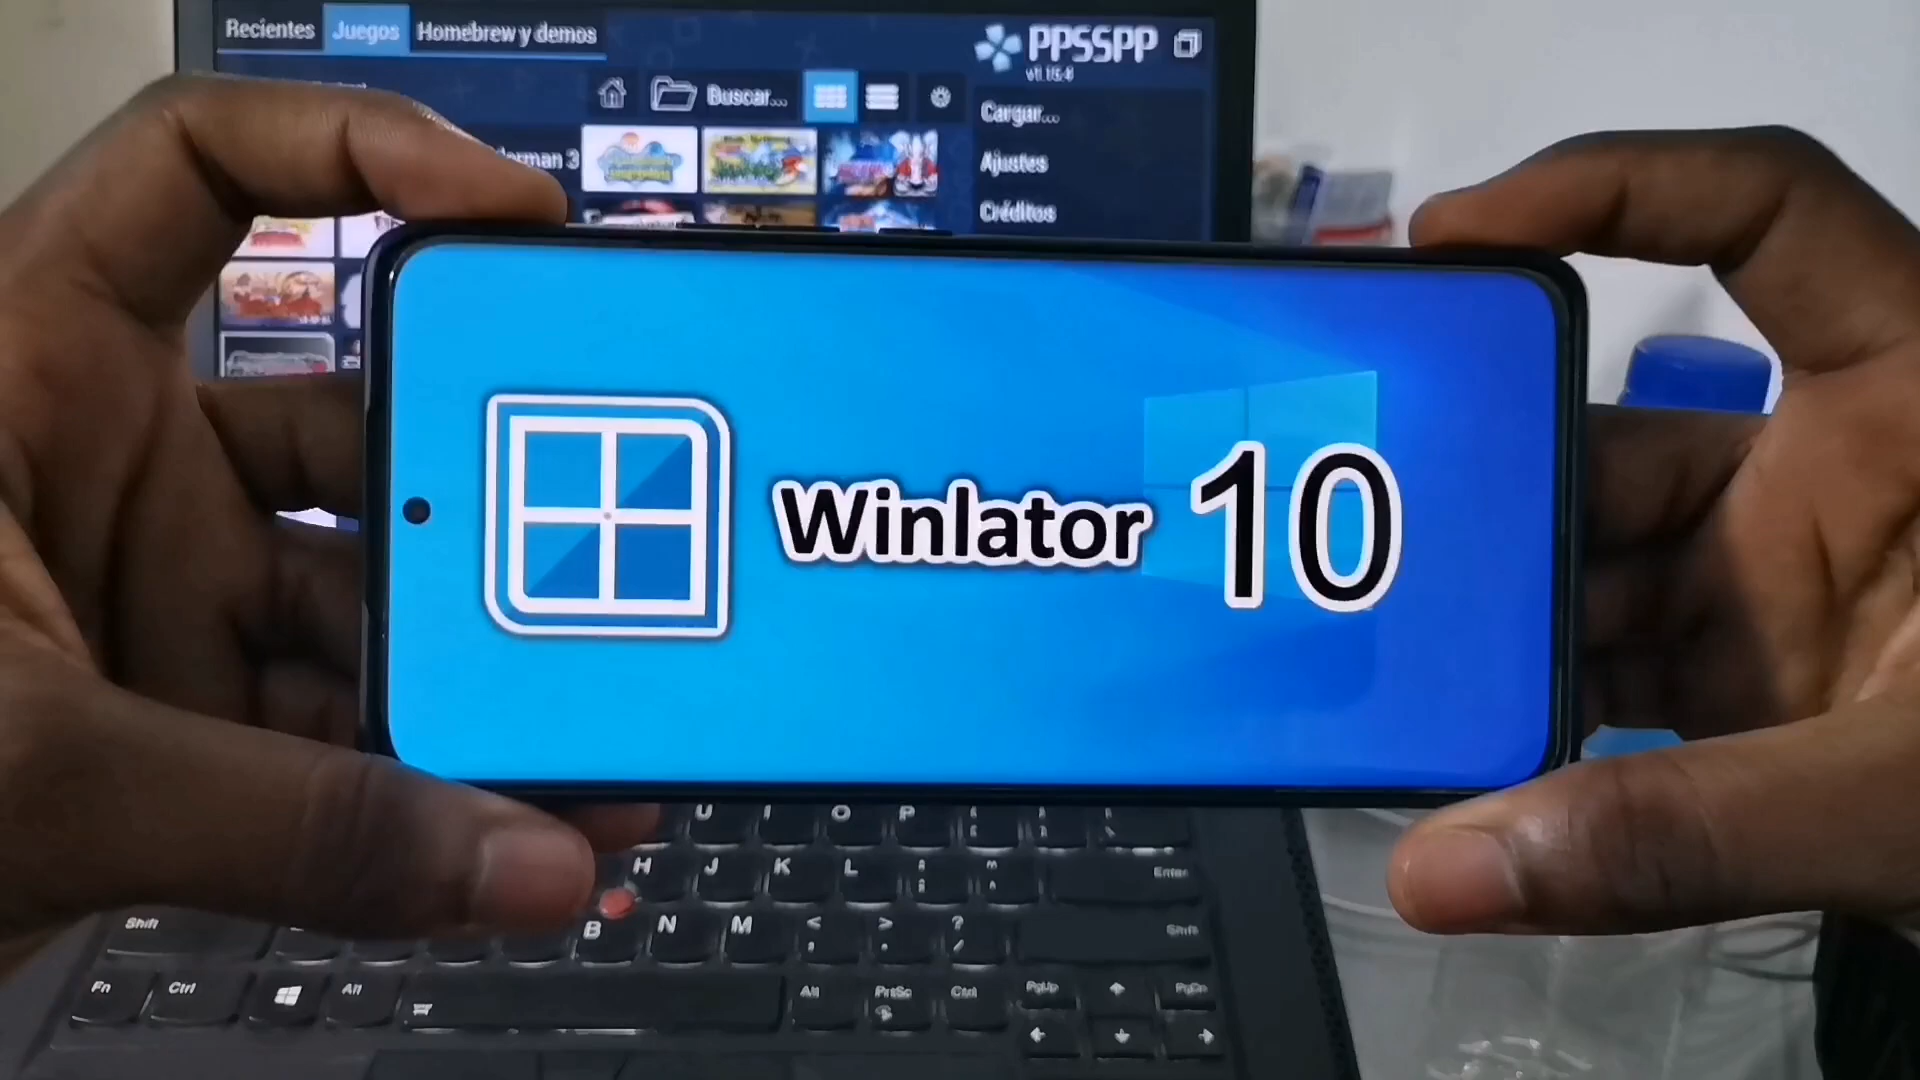 Recientes Juegos Homebrew y demos
PPSSPP
Buscar...
Cargar...
Ajustes
Créditos
Winlator 10
U I O P
H J K L Enter
Shift B N M < > ? Shift
, . /
Fn Ctrl Alt Alt PrtSc Ctrl PgUp PgDn